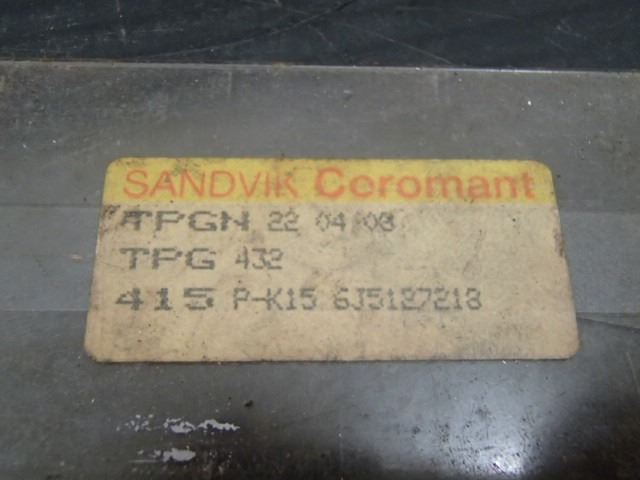 SANDVIK Coromant
TPGN 22 04 08
TPG 432
415 P-K15 6J5127218